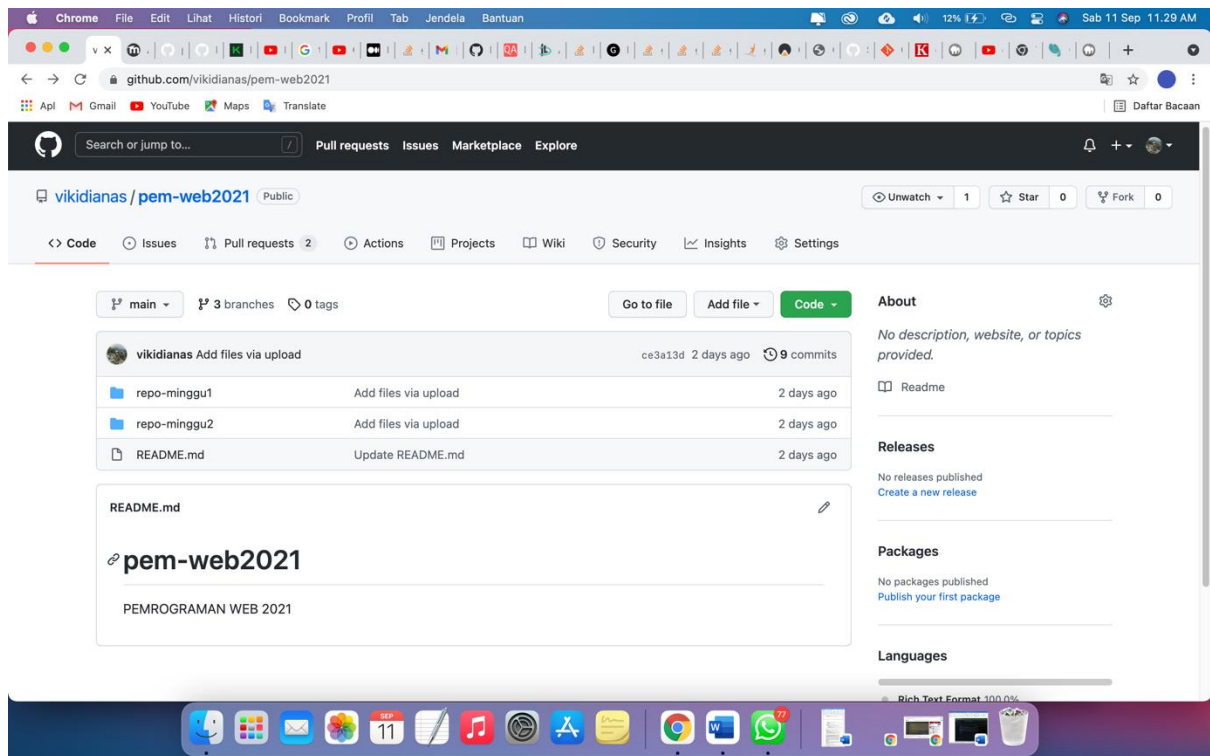 Chrome File Edit Lihat Histori Bookmark Profil Tab Jendela Bantuan 12% Sab 11 Sep 11.29 AM
github.com/vikidianas/pem-web2021
Apl Gmail YouTube Maps Translate Daftar Bacaan
Search or jump to... / Pull requests Issues Marketplace Explore
vikidianas / pem-web2021 Public Unwatch 1 Star 0 Fork 0
Code Issues Pull requests 2 Actions Projects Wiki Security Insights Settings
main 3 branches 0 tags Go to file Add file Code About
No description, website, or topics
provided.
vikidianas Add files via upload ce3a13d 2 days ago 9 commits
Readme
repo-minggu1 Add files via upload 2 days ago
repo-minggu2 Add files via upload 2 days ago
README.md Update README.md 2 days ago
Releases
No releases published
Create a new release
README.md
pem-web2021
PEMROGRAMAN WEB 2021
Packages
No packages published
Publish your first package
Languages
Rich Text Format 100.0%
SEP
11
77